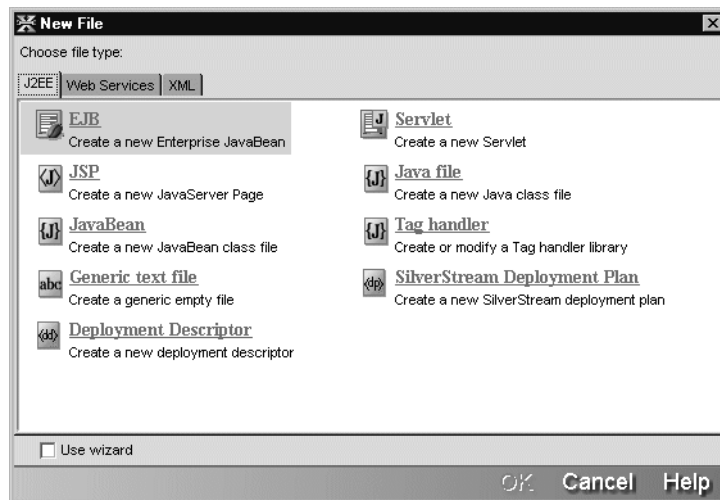 New File
Choose file type:
J2EE Web Services XML
EJB
Create a new Enterprise JavaBean
Servlet
Create a new Servlet
JSP
Create a new JavaServer Page
Java file
Create a new Java class file
JavaBean
Create a new JavaBean class file
Tag handler
Create or modify a Tag handler library
abc
Generic text file
Create a generic empty file
SilverStream Deployment Plan
Create a new SilverStream deployment plan
Deployment Descriptor
Create a new deployment descriptor
Use wizard
OK Cancel Help